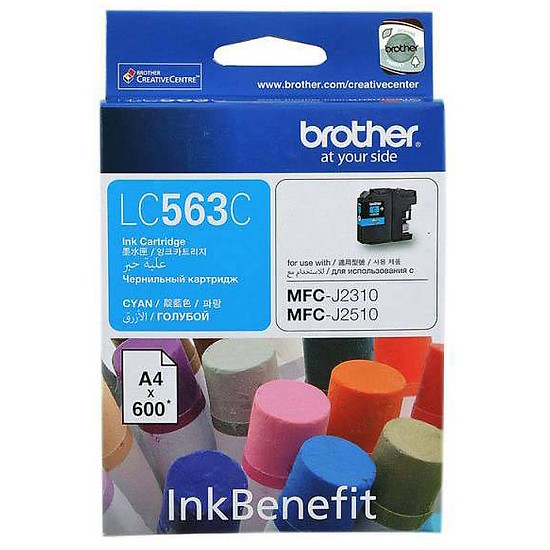 BROTHER
CREATIVECENTRE
brother
www.brother.com/creativecenter
brother
at your side
LC563C
Ink Cartridge
墨水匣 / 잉크카트리지
علبة حبر
Чернильный картридж
CYAN / 靛藍色 / 파랑
الأزرق / ГОЛУБОЙ
for use with / 適用型號 / 사용 제품
للاستخدام مع / для использования с
MFC-J2310
MFC-J2510
A4
x
600*
InkBenefit